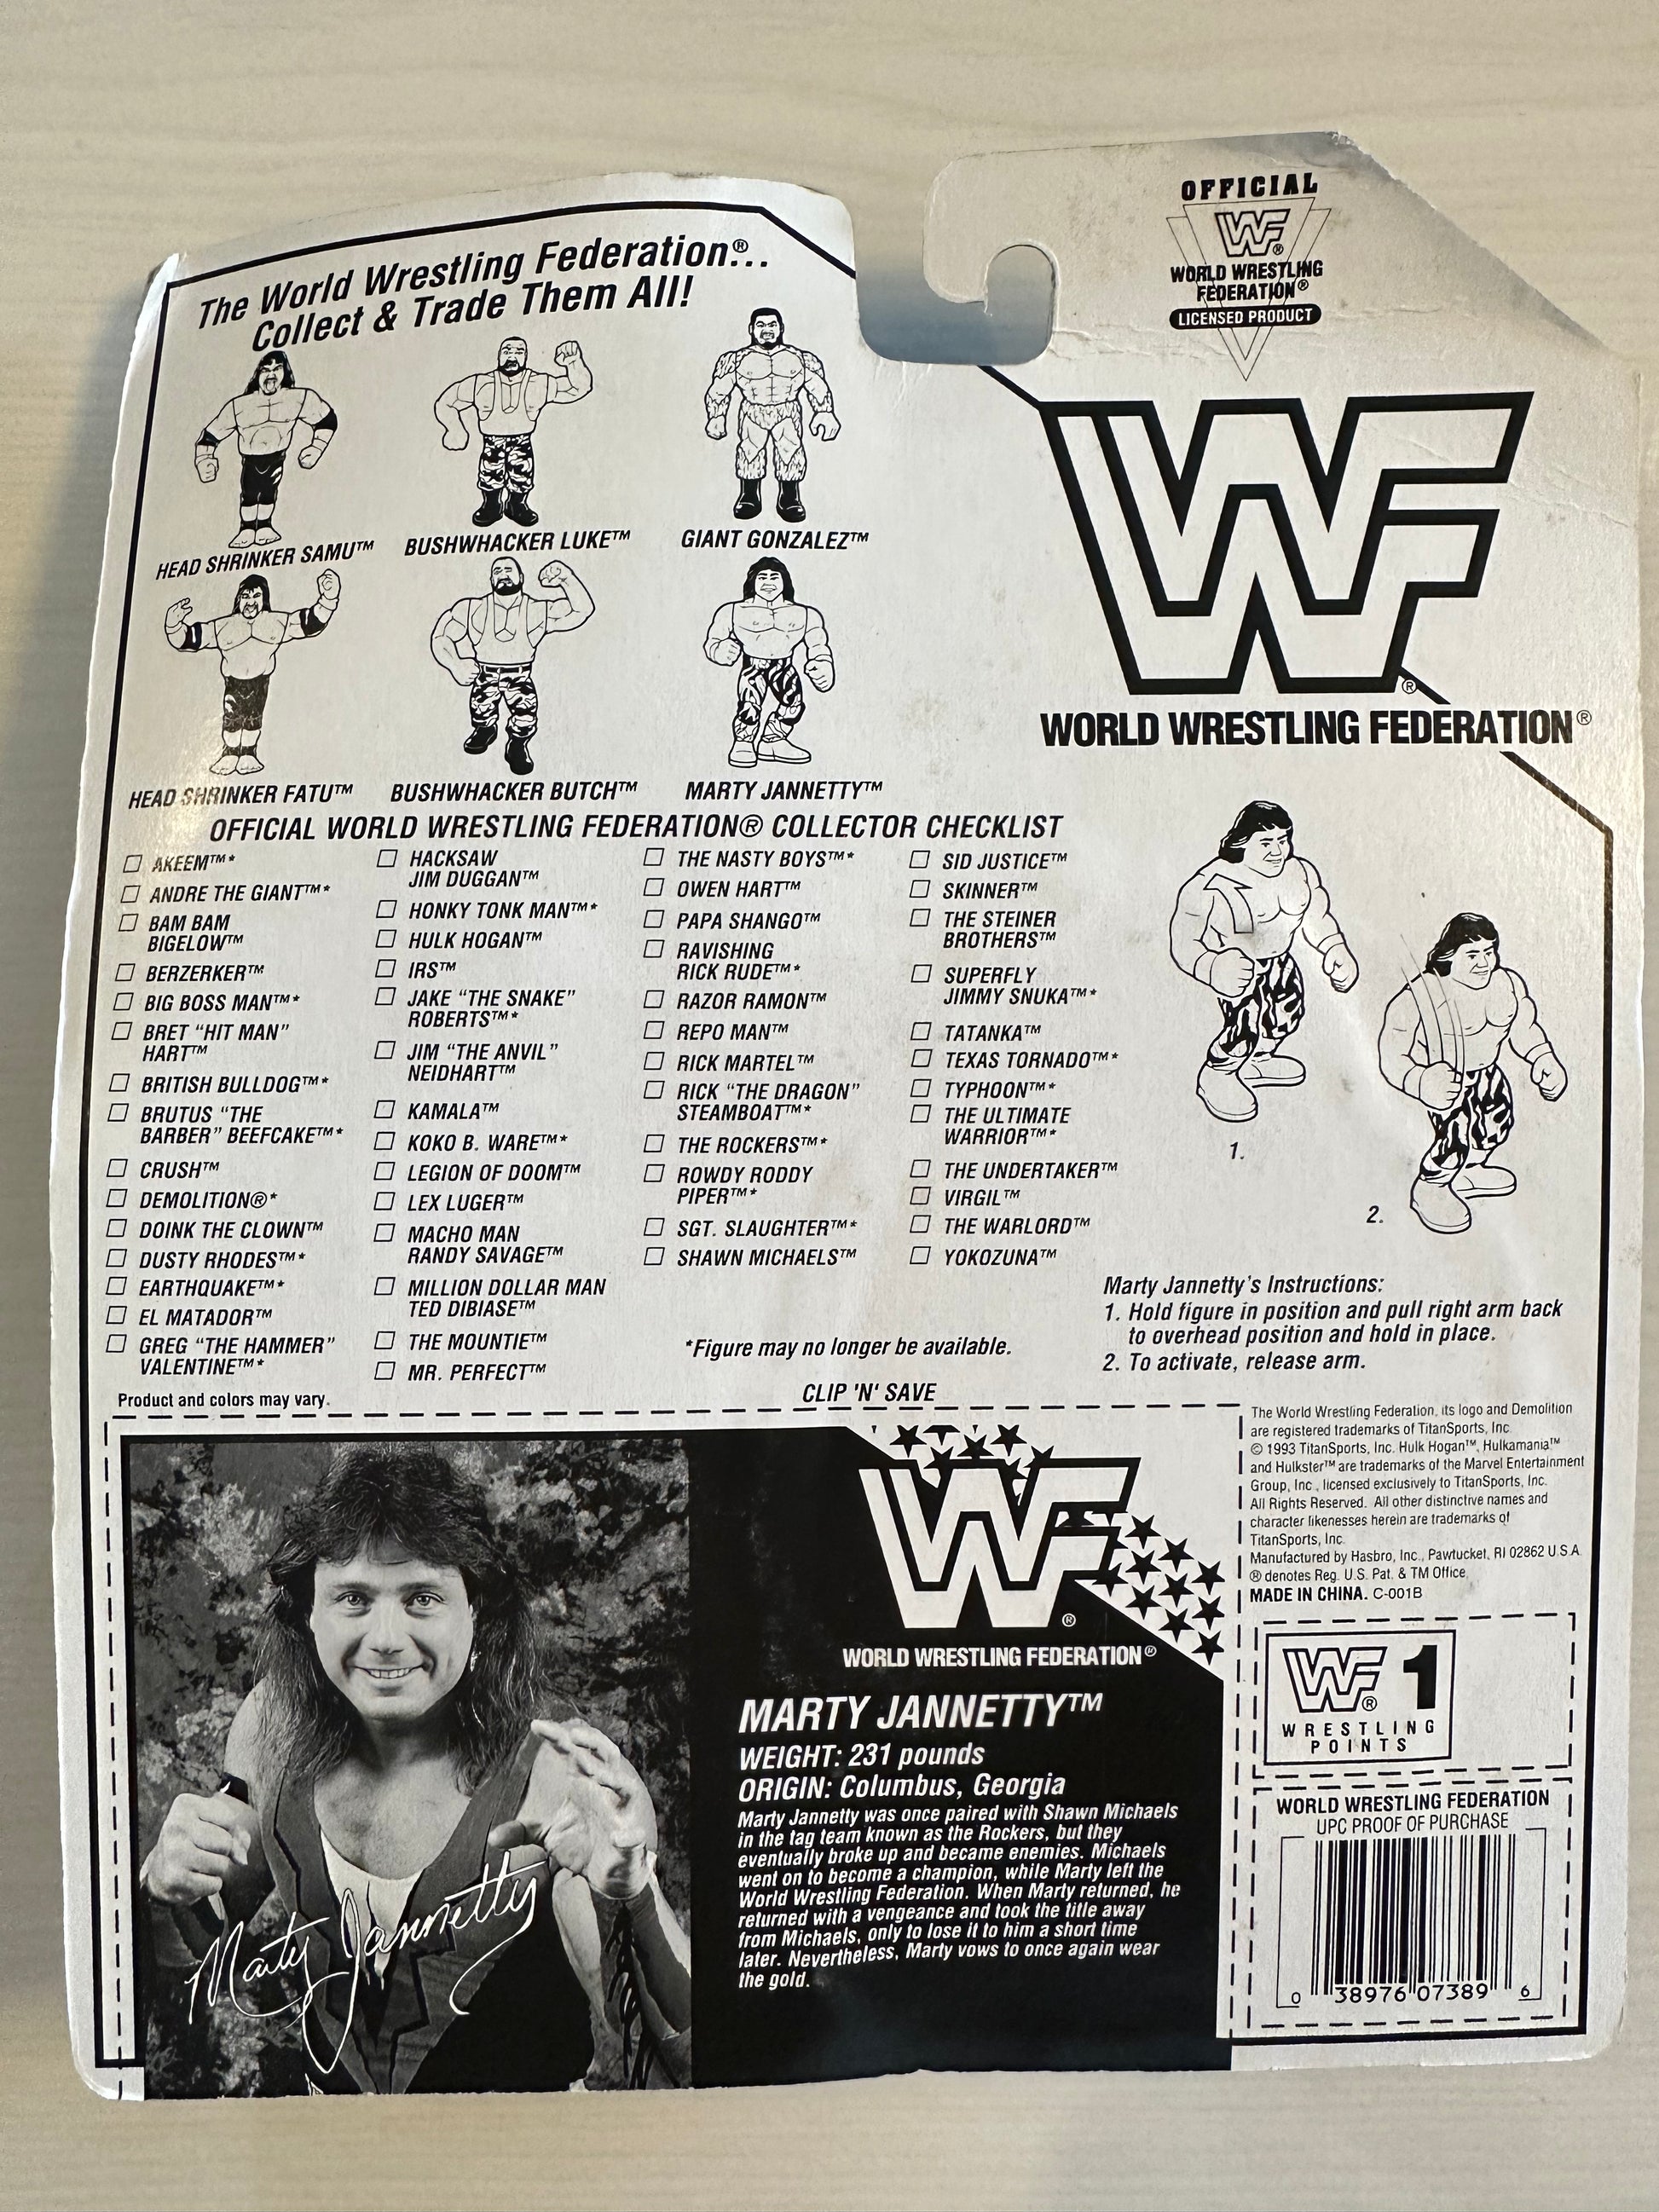 OFFICIAL
WF®
WORLD WRESTLING
FEDERATION®
LICENSED PRODUCT
The World Wrestling Federation®...
Collect & Trade Them All!
HEAD SHRINKER SAMU™
BUSHWHACKER LUKE™
GIANT GONZALEZ™
HEAD SHRINKER FATU™
BUSHWHACKER BUTCH™
MARTY JANNETTY™
WF®
WORLD WRESTLING FEDERATION®
OFFICIAL WORLD WRESTLING FEDERATION® COLLECTOR CHECKLIST
AKEEM™*
ANDRE THE GIANT™*
BAM BAM
BIGELOW™
BERZERKER™
BIG BOSS MAN™*
BRET “HIT MAN”
HART™
BRITISH BULLDOG™*
BRUTUS “THE
BARBER” BEEFCAKE™*
CRUSH™
DEMOLITION®*
DOINK THE CLOWN™
DUSTY RHODES™*
EARTHQUAKE™*
EL MATADOR™
GREG “THE HAMMER”
VALENTINE™*
HACKSAW
JIM DUGGAN™
HONKY TONK MAN™*
HULK HOGAN™
IRS™
JAKE “THE SNAKE”
ROBERTS™*
JIM “THE ANVIL”
NEIDHART™
KAMALA™
KOKO B. WARE™*
LEGION OF DOOM™
LEX LUGER™
MACHO MAN
RANDY SAVAGE™
MILLION DOLLAR MAN
TED DIBIASE™
THE MOUNTIE™
MR. PERFECT™
THE NASTY BOYS™*
OWEN HART™
PAPA SHANGO™
RAVISHING
RICK RUDE™*
RAZOR RAMON™
REPO MAN™
RICK MARTEL™
RICK “THE DRAGON”
STEAMBOAT™*
THE ROCKERS™*
ROWDY RODDY
PIPER™*
SGT. SLAUGHTER™*
SHAWN MICHAELS™
SID JUSTICE™
SKINNER™
THE STEINER
BROTHERS™
SUPERFLY
JIMMY SNUKA™*
TATANKA™
TEXAS TORNADO™*
TYPHOON™*
THE ULTIMATE
WARRIOR™*
THE UNDERTAKER™
VIRGIL™
THE WARLORD™
YOKOZUNA™
*Figure may no longer be available.
Product and colors may vary.
CLIP 'N' SAVE
1.
2.
Marty Jannetty's Instructions:
1. Hold figure in position and pull right arm back
to overhead position and hold in place.
2. To activate, release arm.
Marty Jannetty
WF®
WORLD WRESTLING FEDERATION®
MARTY JANNETTY™
WEIGHT: 231 pounds
ORIGIN: Columbus, Georgia
Marty Jannetty was once paired with Shawn Michaels
in the tag team known as the Rockers, but they
eventually broke up and became enemies. Michaels
went on to become a champion, while Marty left the
World Wrestling Federation. When Marty returned, he
returned with a vengeance and took the title away
from Michaels, only to lose it to him a short time
later. Nevertheless, Marty vows to once again wear
the gold.
The World Wrestling Federation, its logo and Demolition
are registered trademarks of TitanSports, Inc.
© 1993 TitanSports, Inc. Hulk Hogan™, Hulkamania™
and Hulkster™ are trademarks of the Marvel Entertainment
Group, Inc., licensed exclusively to TitanSports, Inc.
All Rights Reserved. All other distinctive names and
character likenesses herein are trademarks of
TitanSports, Inc.
Manufactured by Hasbro, Inc., Pawtucket, RI 02862 U.S.A.
® denotes Reg. U.S. Pat. & TM Office.
MADE IN CHINA. C-001B
WF® 1
WRESTLING
POINTS
WORLD WRESTLING FEDERATION
UPC PROOF OF PURCHASE
0 38976 07389 6